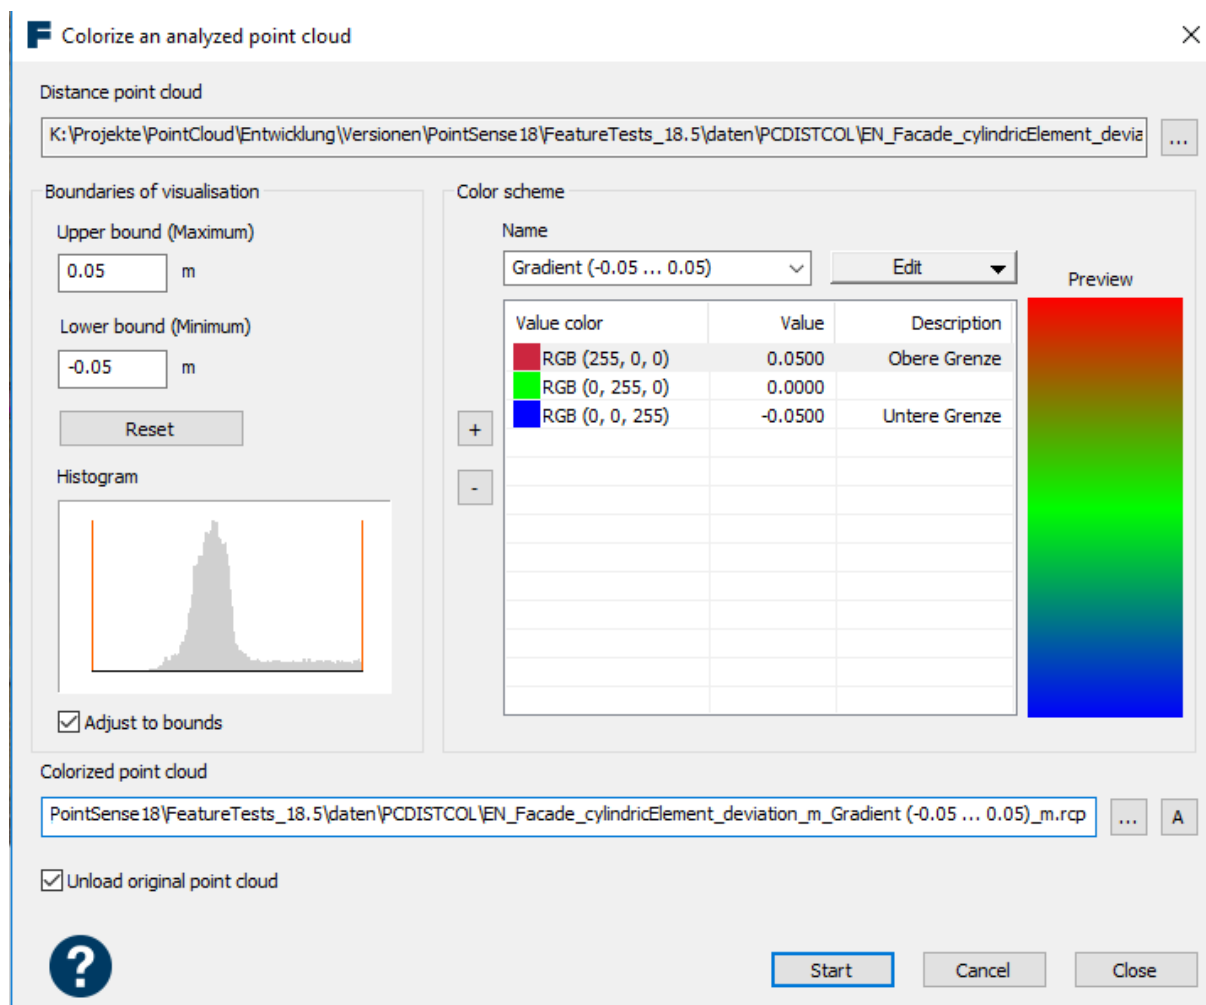 Colorize an analyzed point cloud
Distance point cloud
K:\Projekte\PointCloud\Entwicklung\Versionen\PointSense18\FeatureTests_18.5\daten\PCDISTCOL\EN_Facade_cylindricElement_devia
...
Boundaries of visualisation
Upper bound (Maximum)
0.05 m
Lower bound (Minimum)
-0.05 m
Reset
Histogram
Adjust to bounds
Color scheme
Name
Gradient (-0.05 ... 0.05)
Edit
Preview
Value color Value Description
RGB (255, 0, 0) 0.0500 Obere Grenze
RGB (0, 255, 0) 0.0000
RGB (0, 0, 255) -0.0500 Untere Grenze
+
-
Colorized point cloud
PointSense18\FeatureTests_18.5\daten\PCDISTCOL\EN_Facade_cylindricElement_deviation_m_Gradient (-0.05 ... 0.05)_m.rcp
... A
Unload original point cloud
?
Start Cancel Close